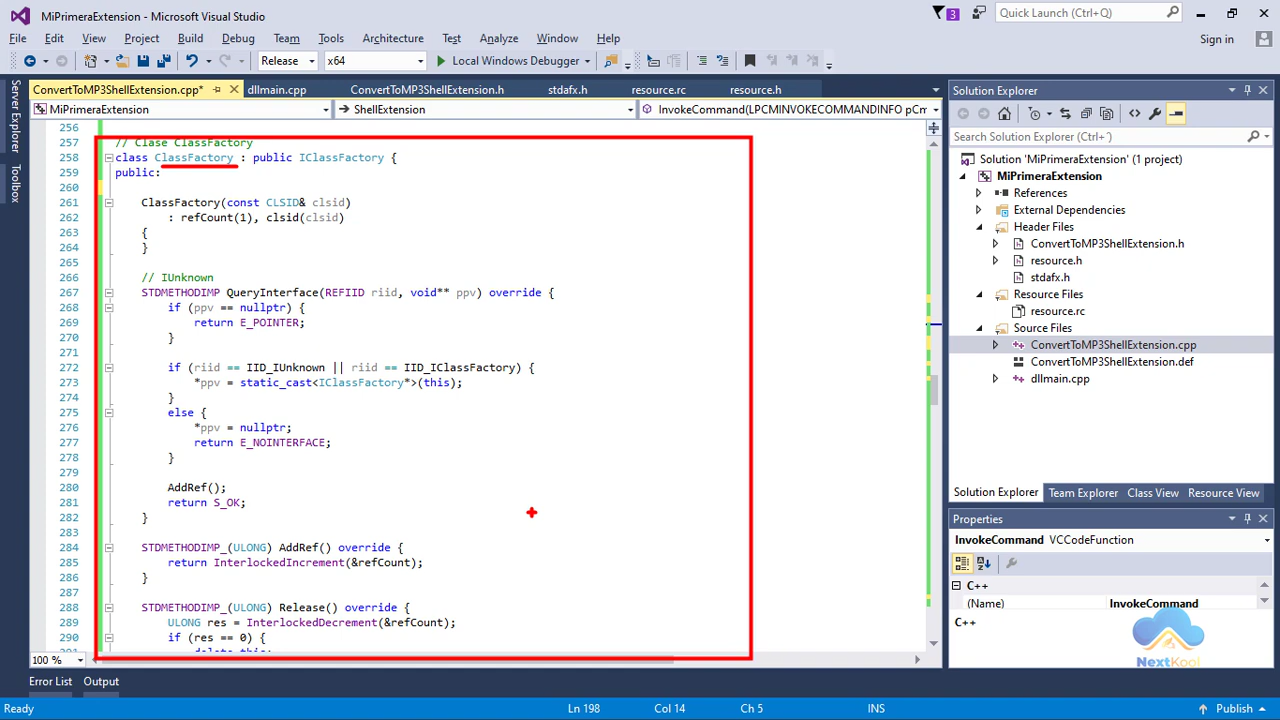 MiPrimeraExtension - Microsoft Visual Studio
3
Quick Launch (Ctrl+Q)
File Edit View Project Build Debug Team Tools Architecture Test Analyze Window Help
Sign in
Release x64 Local Windows Debugger
Server Explorer
Toolbox
ConvertToMP3ShellExtension.cpp* dllmain.cpp ConvertToMP3ShellExtension.h stdafx.h resource.rc resource.h
MiPrimeraExtension ShellExtension InvokeCommand(LPCMINVOKECOMMANDINFO pCm
256
257 // Clase ClassFactory
258 class ClassFactory : public IClassFactory {
259 public:
260
261 ClassFactory(const CLSID& clsid)
262 : refCount(1), clsid(clsid)
263 {
264 }
265
266 // IUnknown
267 STDMETHODIMP QueryInterface(REFIID riid, void** ppv) override {
268 if (ppv == nullptr) {
269 return E_POINTER;
270 }
271
272 if (riid == IID_IUnknown || riid == IID_IClassFactory) {
273 *ppv = static_cast<IClassFactory*>(this);
274 }
275 else {
276 *ppv = nullptr;
277 return E_NOINTERFACE;
278 }
279
280 AddRef();
281 return S_OK;
282 }
283
284 STDMETHODIMP_(ULONG) AddRef() override {
285 return InterlockedIncrement(&refCount);
286 }
287
288 STDMETHODIMP_(ULONG) Release() override {
289 ULONG res = InterlockedDecrement(&refCount);
290 if (res == 0) {
291 delete this;
100 %
Solution Explorer
Search Solution Explorer (Ctrl+')
Solution 'MiPrimeraExtension' (1 project)
MiPrimeraExtension
References
External Dependencies
Header Files
ConvertToMP3ShellExtension.h
resource.h
stdafx.h
Resource Files
resource.rc
Source Files
ConvertToMP3ShellExtension.cpp
ConvertToMP3ShellExtension.def
dllmain.cpp
Solution Explorer Team Explorer Class View Resource View
Properties
InvokeCommand VCCodeFunction
C++
(Name) InvokeCommand
C++
NextKool
Error List Output
Ready Ln 198 Col 14 Ch 5 INS Publish